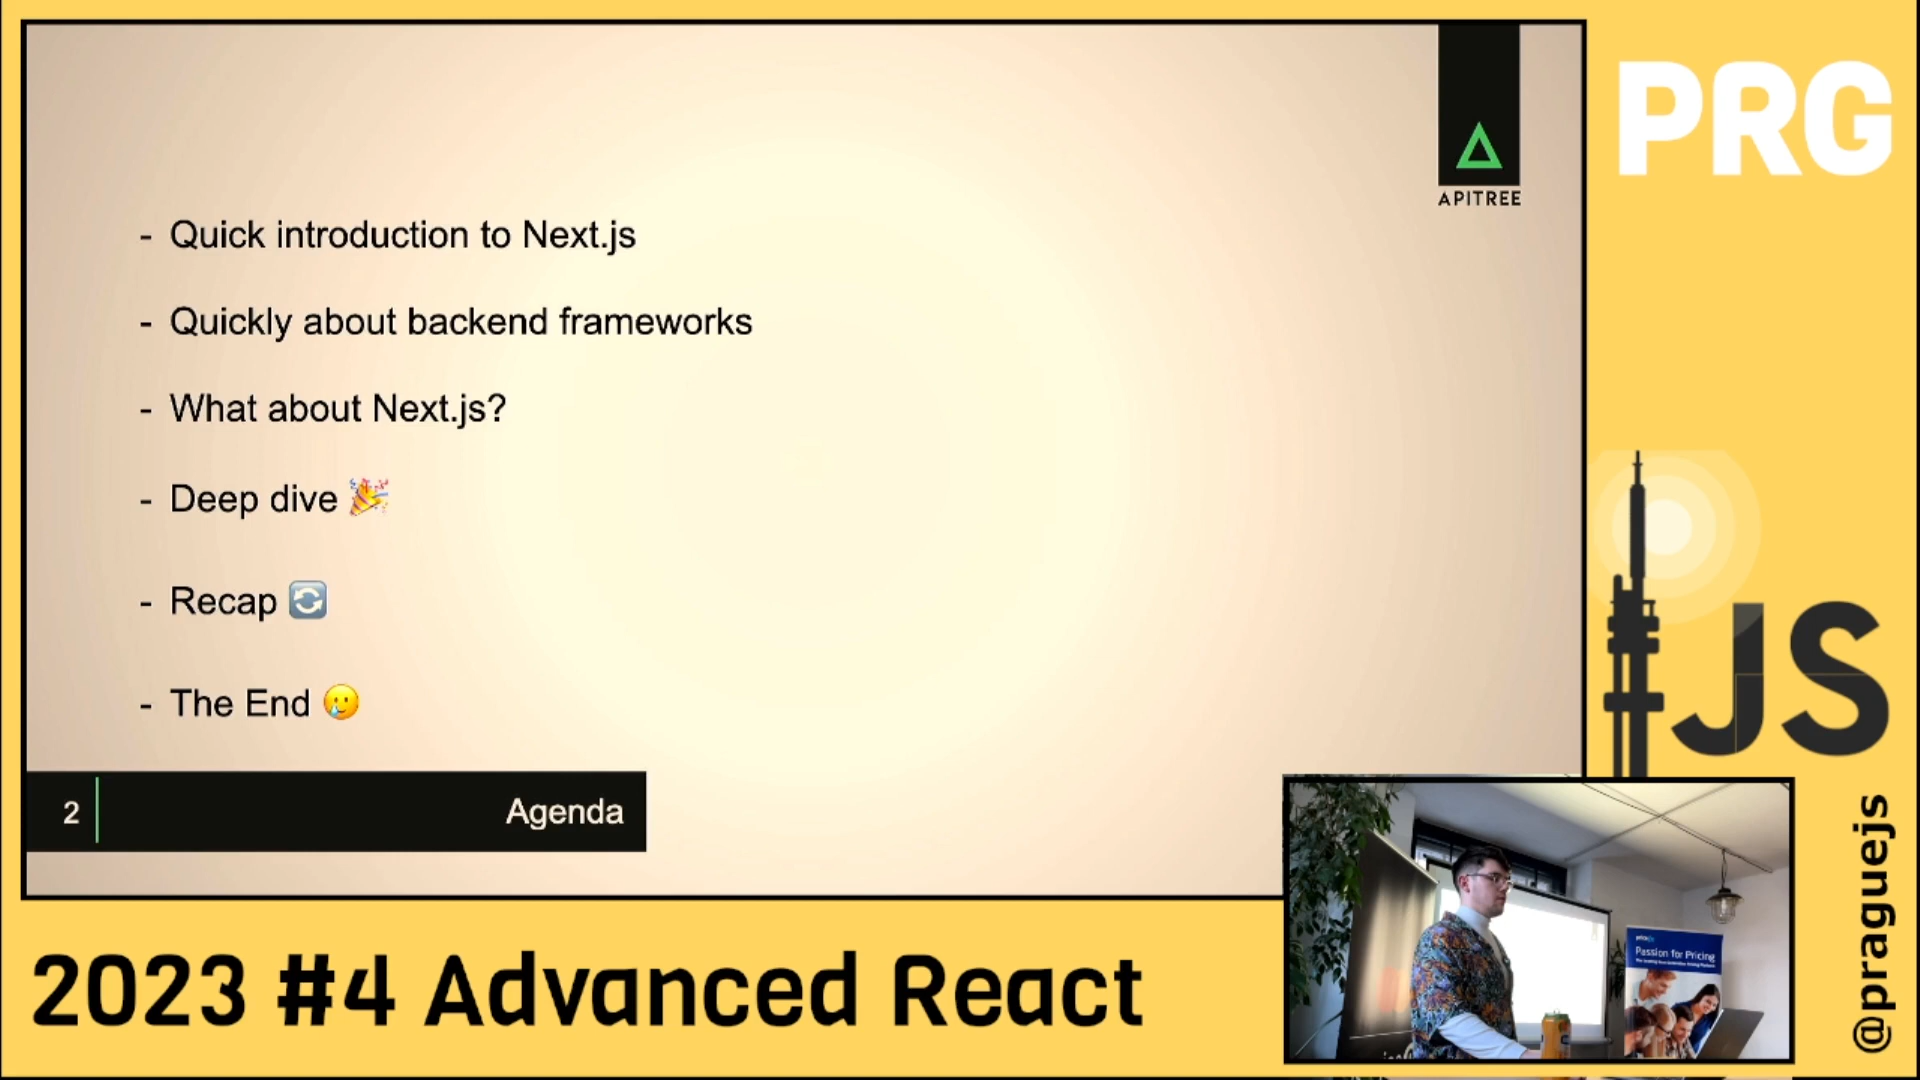 APITREE
- Quick introduction to Next.js
- Quickly about backend frameworks
- What about Next.js?
- Deep dive 🎉
- Recap 🔄
- The End 🥲
2
Agenda
PRG
JS
@praguejs
2023 #4 Advanced React
Passion for Pricing